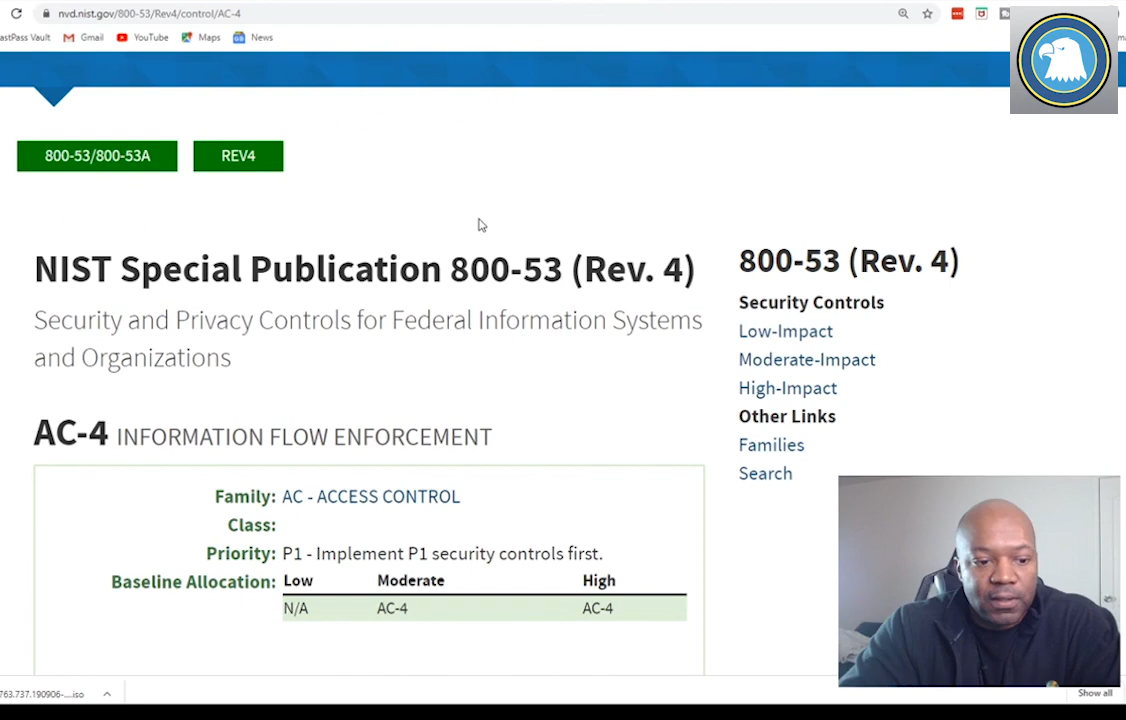 nvd.nist.gov/800-53/Rev4/control/AC-4
astPass Vault Gmail YouTube Maps News
800-53/800-53A REV4
NIST Special Publication 800-53 (Rev. 4)
Security and Privacy Controls for Federal Information Systems
and Organizations
AC-4 INFORMATION FLOW ENFORCEMENT
Family: AC - ACCESS CONTROL
Class:
Priority: P1 - Implement P1 security controls first.
Baseline Allocation: Low Moderate High
N/A AC-4 AC-4
800-53 (Rev. 4)
Security Controls
Low-Impact
Moderate-Impact
High-Impact
Other Links
Families
Search
763.737.190906-....iso
Show all